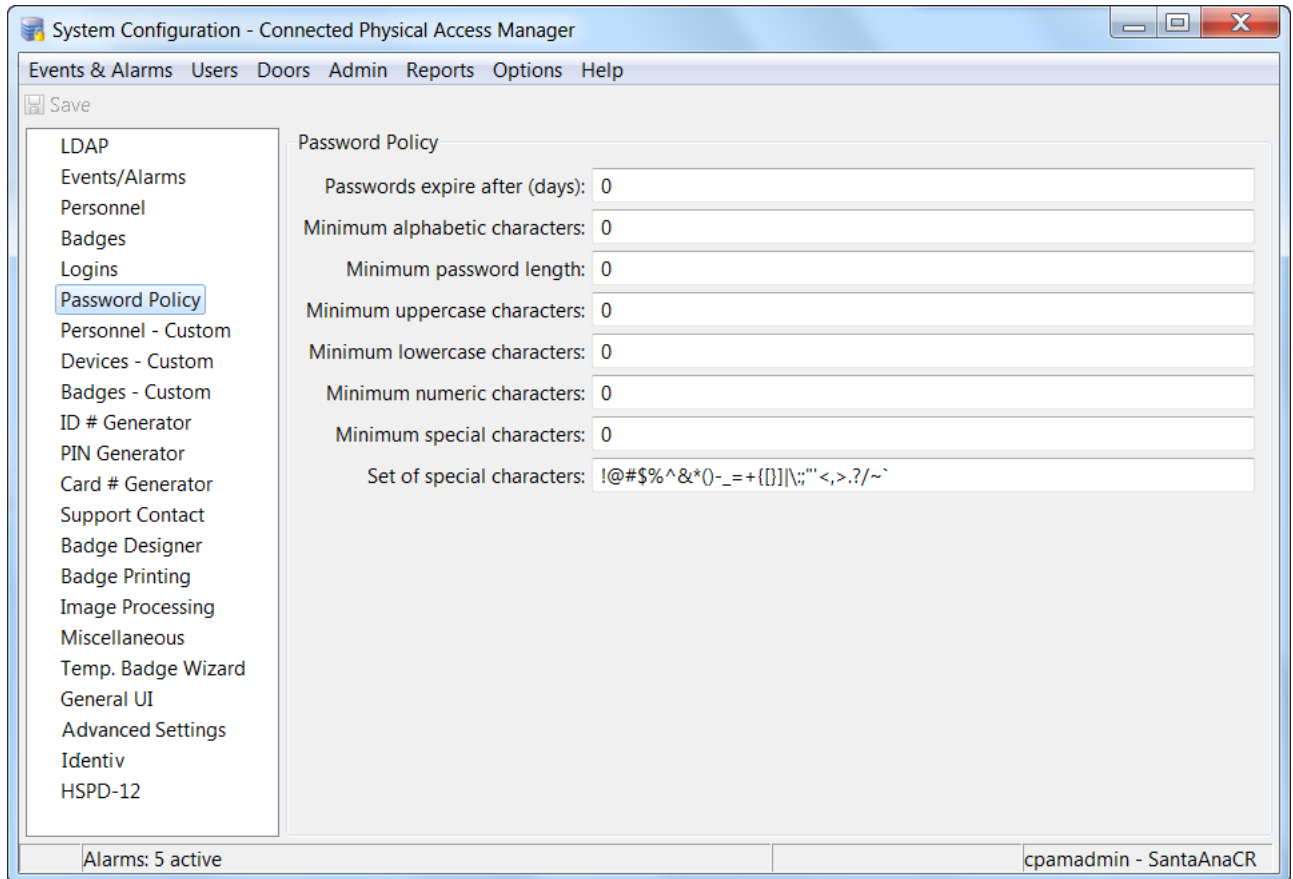 System Configuration - Connected Physical Access Manager
Events & Alarms Users Doors Admin Reports Options Help
Save
LDAP
Events/Alarms
Personnel
Badges
Logins
Password Policy
Personnel - Custom
Devices - Custom
Badges - Custom
ID # Generator
PIN Generator
Card # Generator
Support Contact
Badge Designer
Badge Printing
Image Processing
Miscellaneous
Temp. Badge Wizard
General UI
Advanced Settings
Identiv
HSPD-12
Password Policy
Passwords expire after (days): 0
Minimum alphabetic characters: 0
Minimum password length: 0
Minimum uppercase characters: 0
Minimum lowercase characters: 0
Minimum numeric characters: 0
Minimum special characters: 0
Set of special characters: !@#$%^&*()-_=+{[}]|\:;"'<,>.?/~`
Alarms: 5 active
cpamadmin - SantaAnaCR